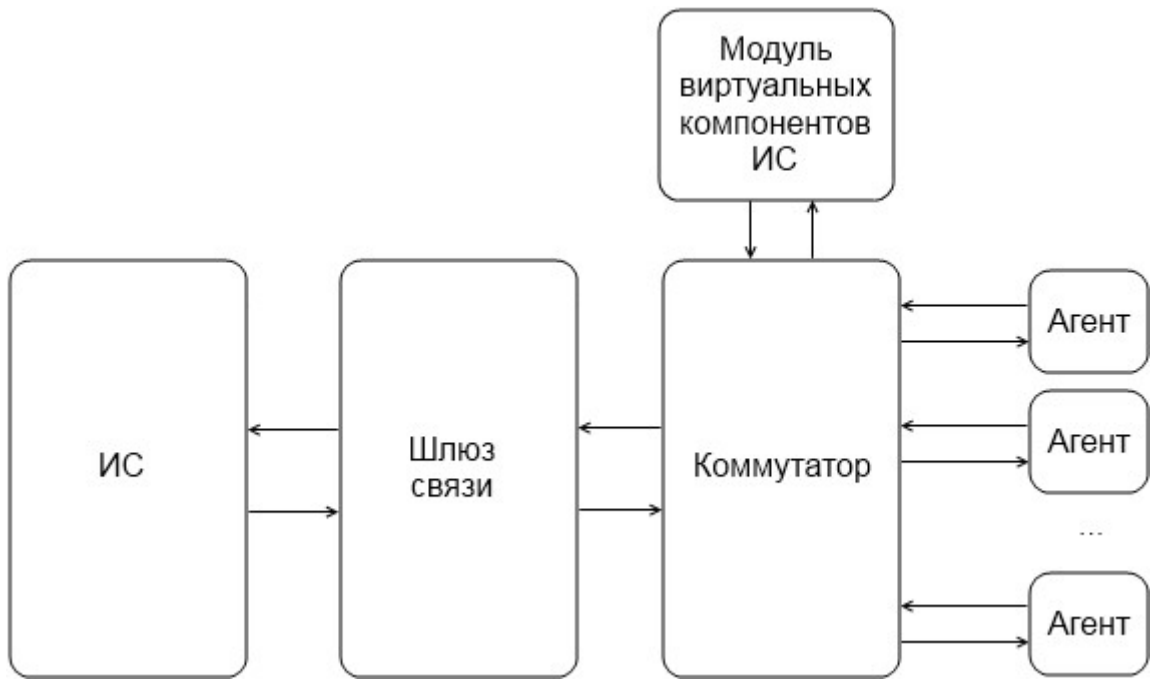 Модуль
виртуальных
компонентов
ИС
ИС
Шлюз
связи
Коммутатор
Агент
Агент
...
Агент